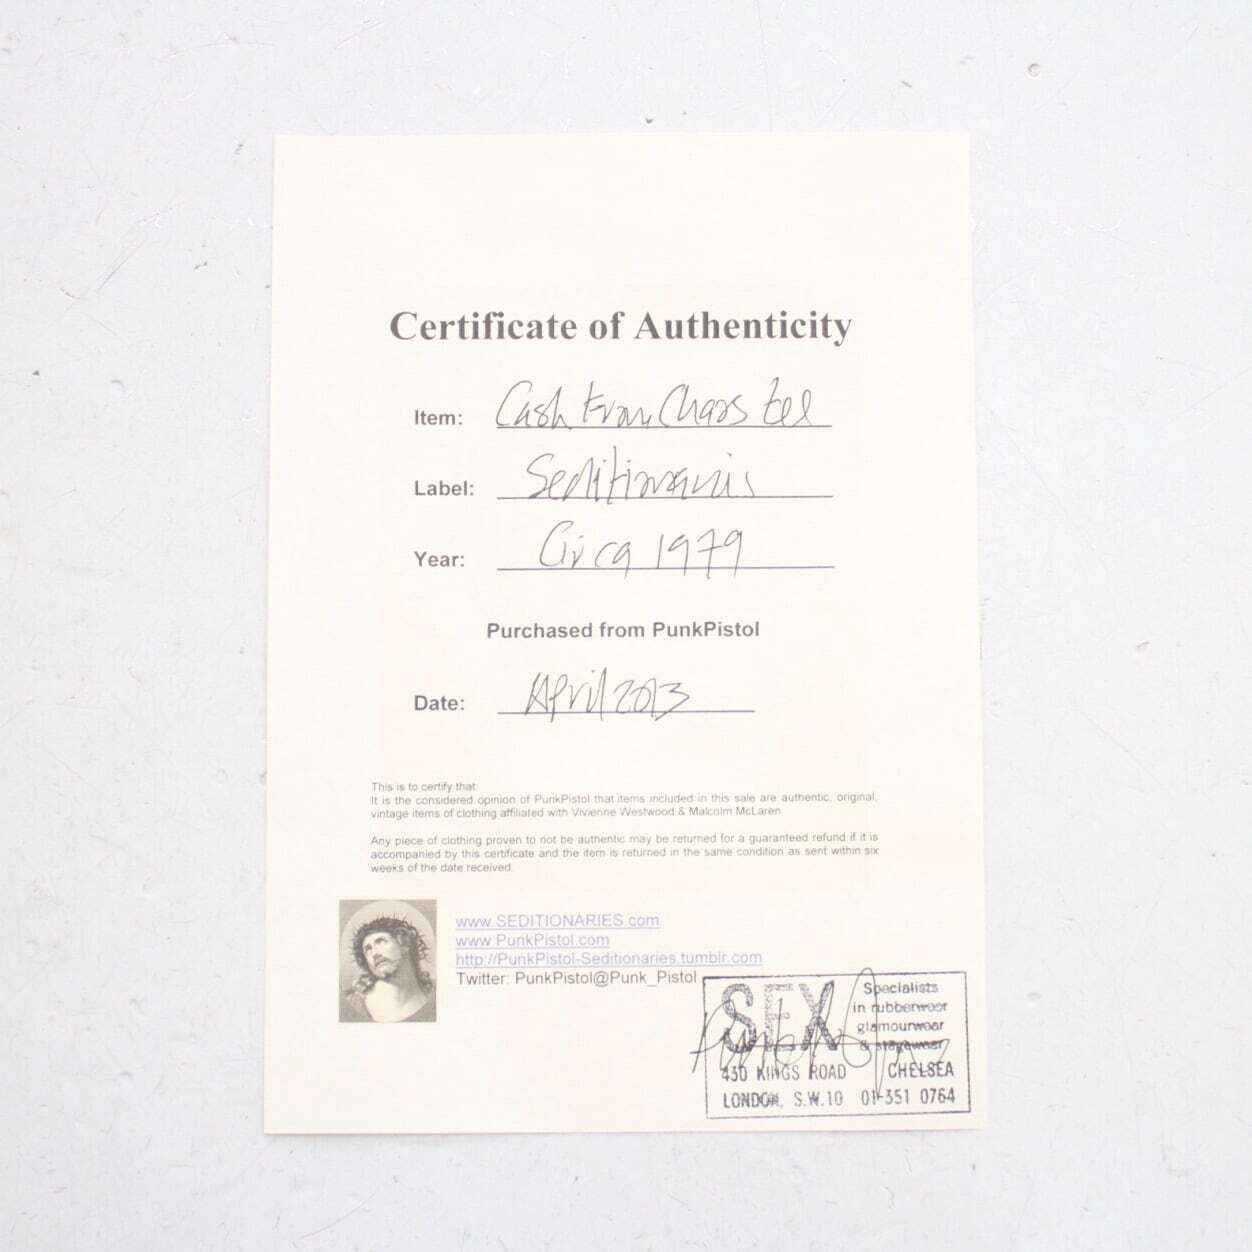 Certificate of Authenticity
Item: Cash from Chaos tee
Label: Seditionaries
Year: Circa 1979
Purchased from PunkPistol
Date: April 2013
This is to certify that
It is the considered opinion of PunkPistol that items included in this sale are authentic, original,
vintage items of clothing affiliated with Vivienne Westwood & Malcolm McLaren
Any piece of clothing proven to not be authentic may be returned for a guaranteed refund if it is
accompanied by this certificate and the item is returned in the same condition as sent within six
weeks of the date received.
www.SEDITIONARIES.com
www.PunkPistol.com
http://PunkPistol-Seditionaries.tumblr.com
Twitter: PunkPistol@Punk_Pistol
SEX
Specialists
in rubberwear
glamourwear
& stagewear
430 KINGS ROAD CHELSEA
LONDON, S.W.10 01-351 0764